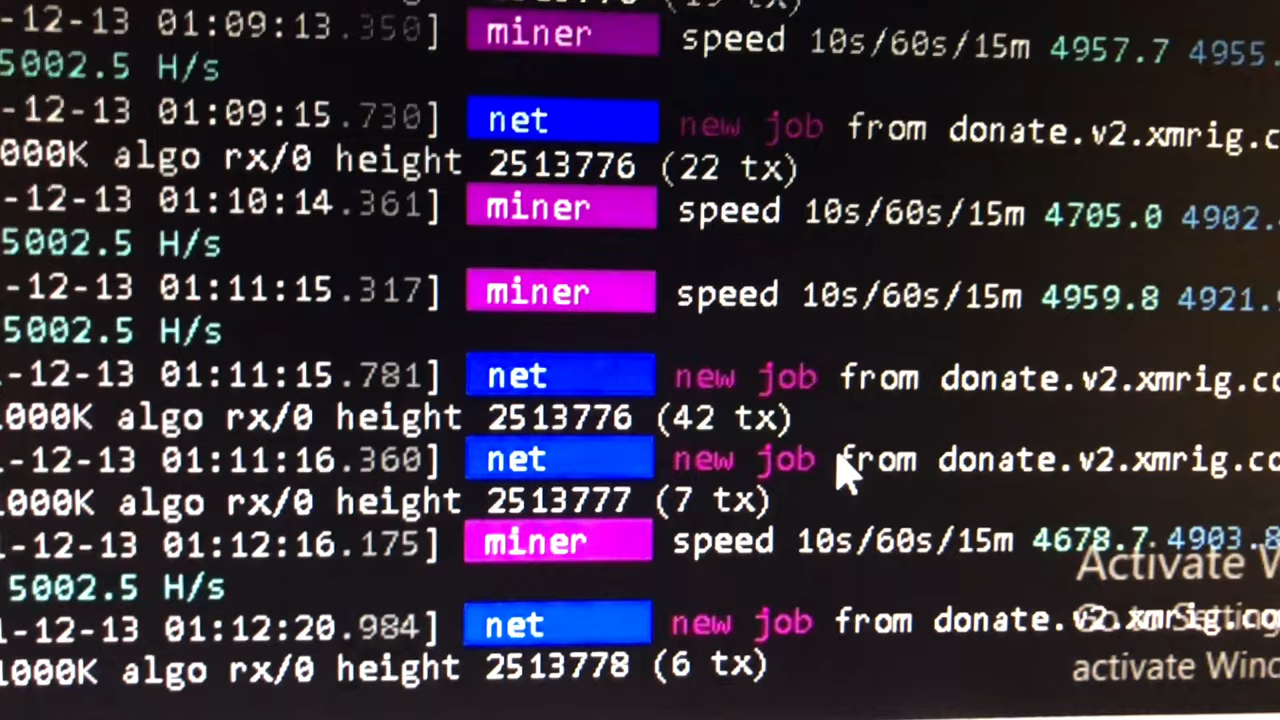 -12-13 01:09:13.350] miner speed 10s/60s/15m 4957.7 4955.
5002.5 H/s
-12-13 01:09:15.730] net new job from donate.v2.xmrig.c
000K algo rx/0 height 2513776 (22 tx)
-12-13 01:10:14.361] miner speed 10s/60s/15m 4705.0 4902.
5002.5 H/s
-12-13 01:11:15.317] miner speed 10s/60s/15m 4959.8 4921.
5002.5 H/s
-12-13 01:11:15.781] net new job from donate.v2.xmrig.co
000K algo rx/0 height 2513776 (42 tx)
-12-13 01:11:16.360] net new job from donate.v2.xmrig.co
1000K algo rx/0 height 2513777 (7 tx)
-12-13 01:12:16.175] miner speed 10s/60s/15m 4678.7 4903.8
5002.5 H/s
1-12-13 01:12:20.984] net new job from donate.v2.xmrig.co
1000K algo rx/0 height 2513778 (6 tx)
Activate W
Go to Setting
activate Wind